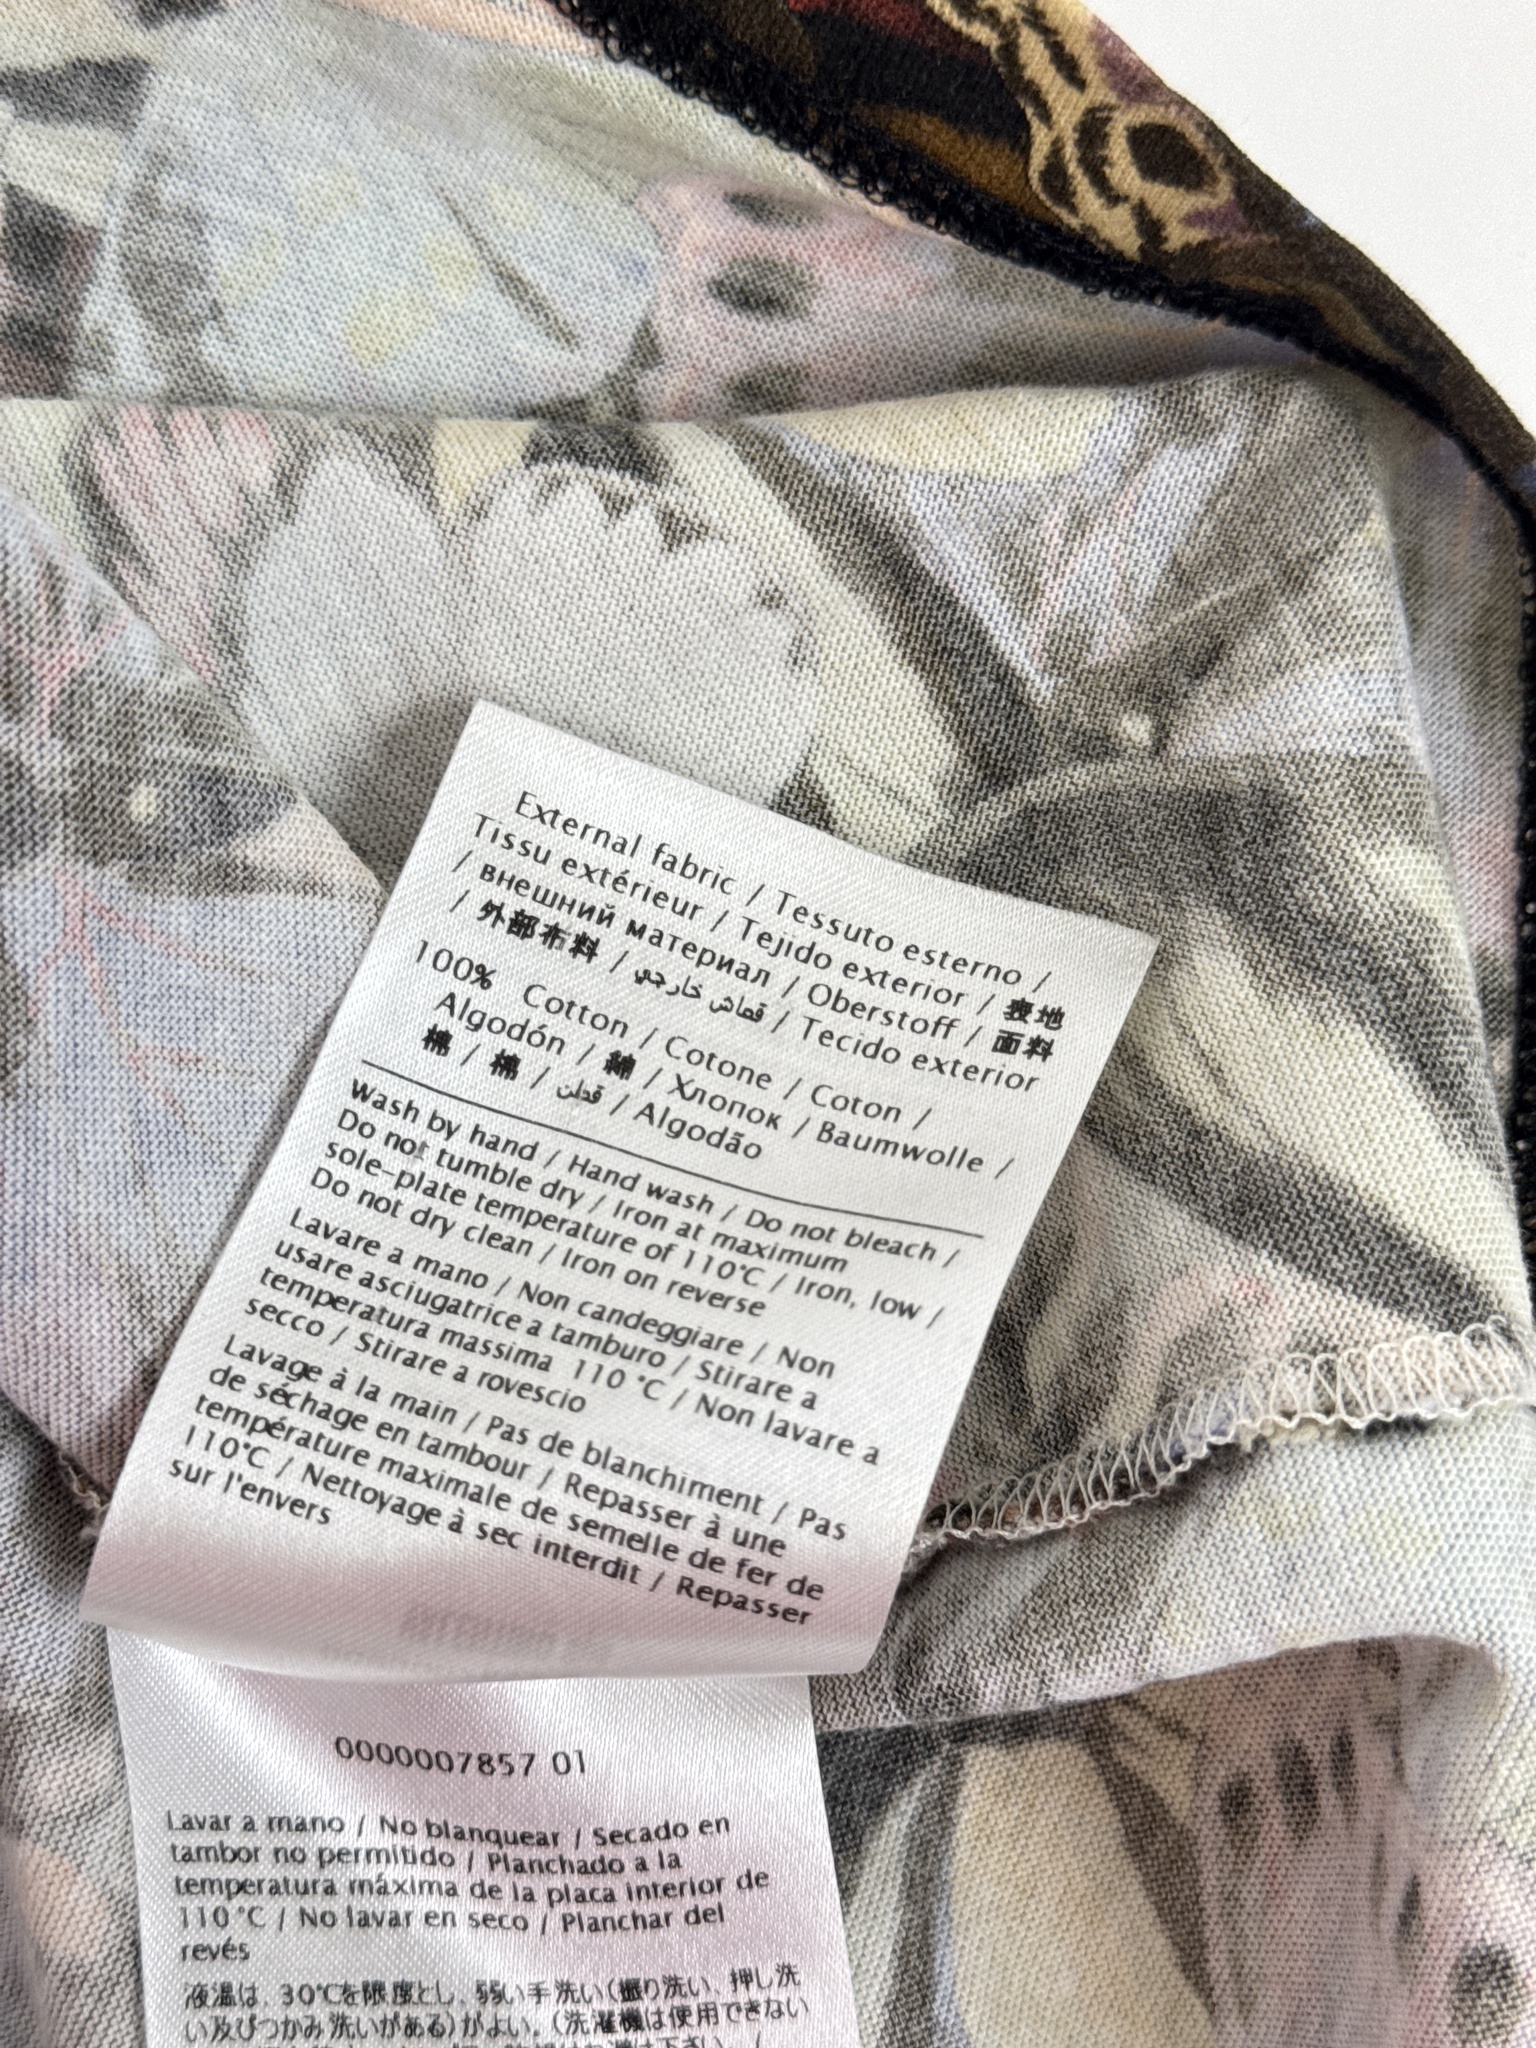 External fabric / Tessuto esterno /
Tissu extérieur / Tejido exterior / 表地
/ внешний материал / Oberstoff / 面料
/ 外部布料 / قماش خارجي / Tecido exterior
100% Cotton / Cotone / Coton /
Algodón / 綿 / Хлопок / Baumwolle /
棉 / 棉 / قطن / Algodão
Wash by hand / Hand wash / Do not bleach /
Do not tumble dry / Iron at maximum
sole-plate temperature of 110°C / Iron, low /
Do not dry clean / Iron on reverse
Lavare a mano / Non candeggiare / Non
usare asciugatrice a tamburo / Stirare a
temperatura massima 110 °C / Non lavare a
secco / Stirare a rovescio
Lavage à la main / Pas de blanchiment / Pas
de séchage en tambour / Repasser à une
température maximale de semelle de fer de
110°C / Nettoyage à sec interdit / Repasser
sur l'envers
0000007857 01
Lavar a mano / No blanquear / Secado en
tambor no permitido / Planchado a la
temperatura máxima de la placa interior de
110 °C / No lavar en seco / Planchar del
revés
液温は、30℃を限度とし、弱い手洗い(振り洗い、押し洗
い及びつかみ洗いがある)がよい。(洗濯機は使用できない